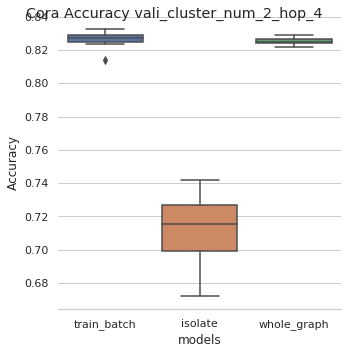 Cora Accuracy vali_cluster_num_2_hop_4
0.84
0.82
0.80
0.78
0.76
0.74
0.72
0.70
0.68
Accuracy
train_batch isolate whole_graph
models